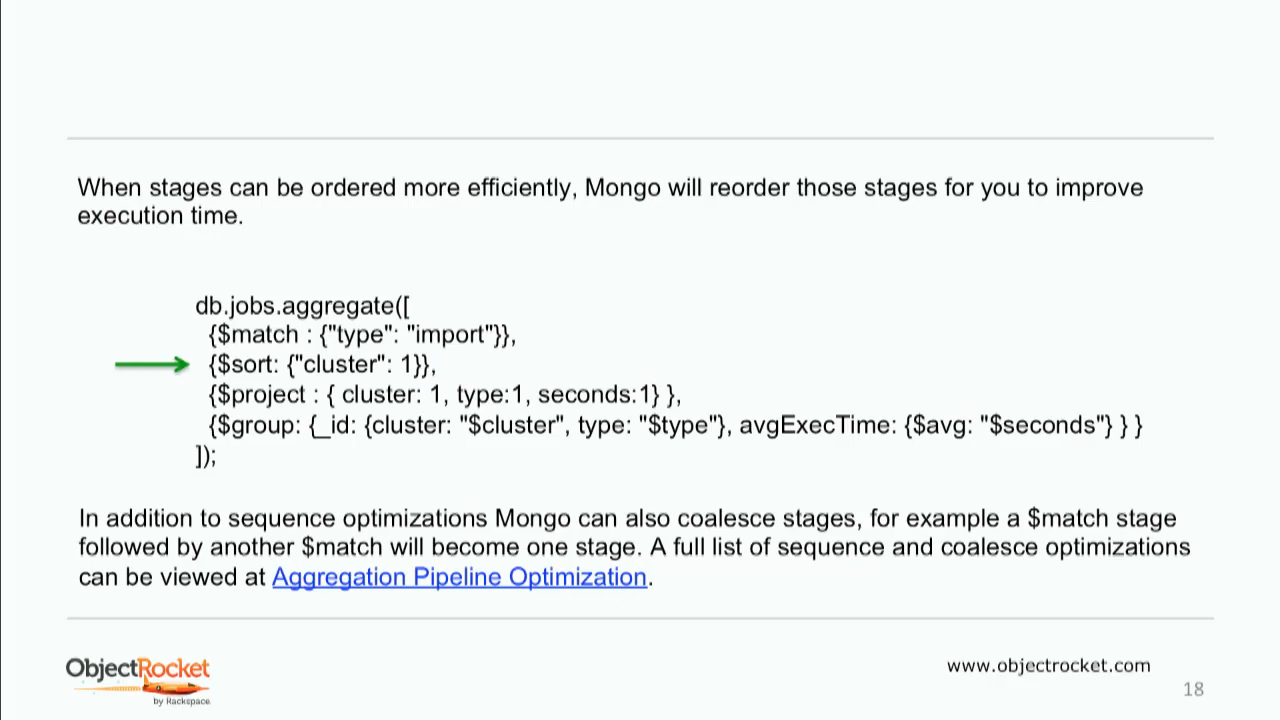 When stages can be ordered more efficiently, Mongo will reorder those stages for you to improve
execution time.
db.jobs.aggregate([
{$match : {"type": "import"}},
{$sort: {"cluster": 1}},
{$project : { cluster: 1, type:1, seconds:1} },
{$group: {_id: {cluster: "$cluster", type: "$type"}, avgExecTime: {$avg: "$seconds"} } }
]);
In addition to sequence optimizations Mongo can also coalesce stages, for example a $match stage
followed by another $match will become one stage. A full list of sequence and coalesce optimizations
can be viewed at Aggregation Pipeline Optimization.
ObjectRocket
by Rackspace
www.objectrocket.com
18